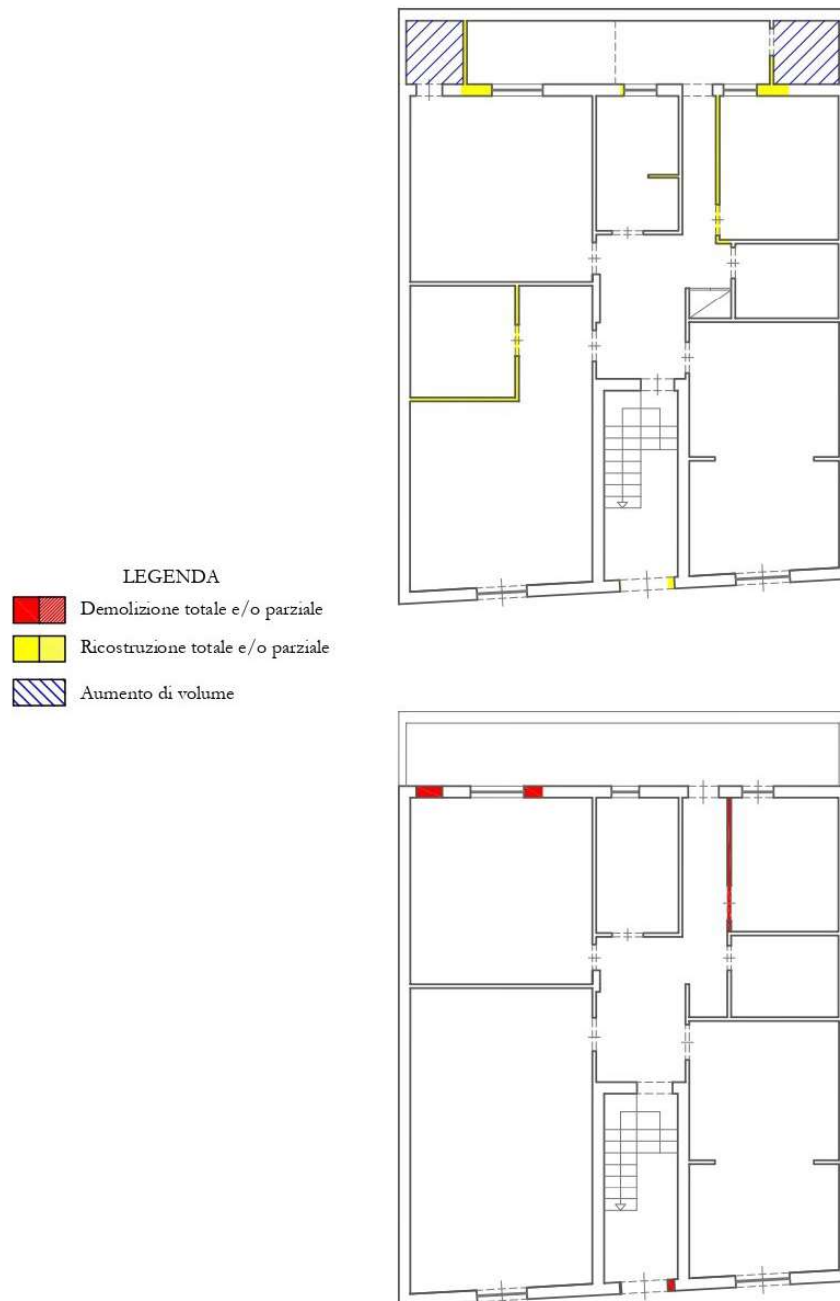 LEGENDA
Demolizione totale e/o parziale
Ricostruzione totale e/o parziale
Aumento di volume